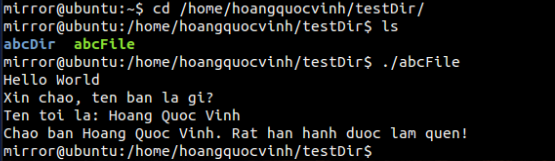 mirror@ubuntu:~$ cd /home/hoangquocvinh/testDir/
mirror@ubuntu:/home/hoangquocvinh/testDir$ ls
abcDir  abcFile
mirror@ubuntu:/home/hoangquocvinh/testDir$ ./abcFile
Hello World
Xin chao, ten ban la gi?
Ten toi la: Hoang Quoc Vinh
Chao ban Hoang Quoc Vinh. Rat han hanh duoc lam quen!
mirror@ubuntu:/home/hoangquocvinh/testDir$